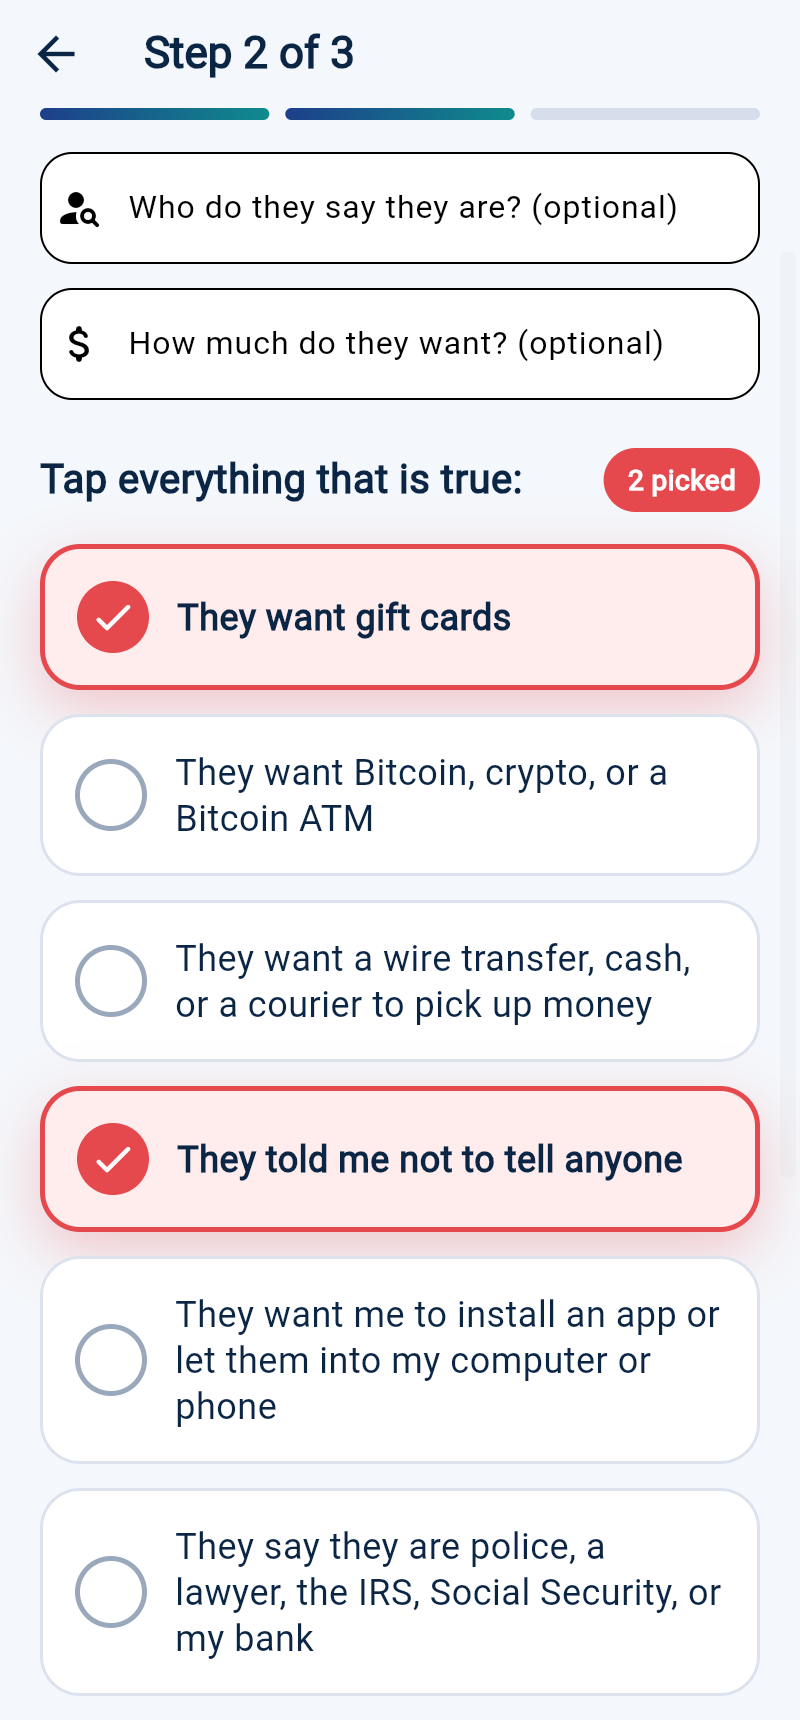 Step 2 of 3
Who do they say they are? (optional)
$ How much do they want? (optional)
Tap everything that is true:
2 picked
They want gift cards
They want Bitcoin, crypto, or a
Bitcoin ATM
They want a wire transfer, cash,
or a courier to pick up money
They told me not to tell anyone
They want me to install an app or
let them into my computer or
phone
They say they are police, a
lawyer, the IRS, Social Security, or
my bank